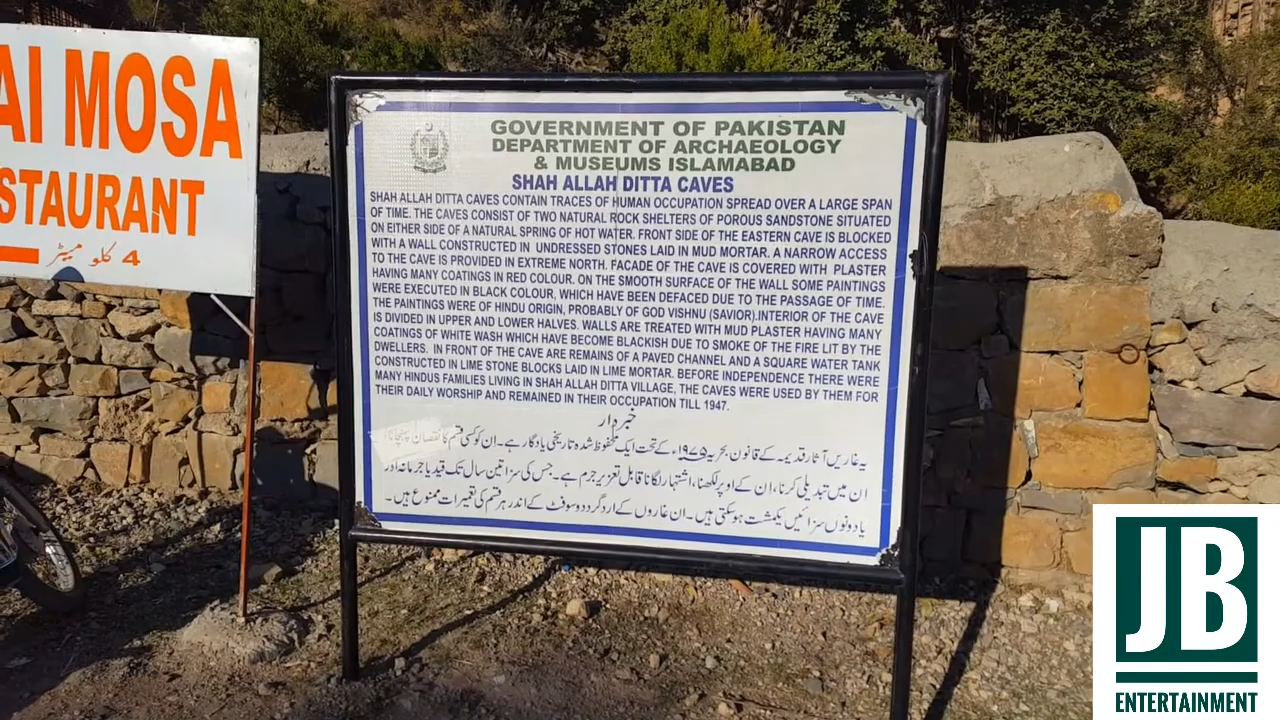 AI MOSA
STAURANT
4 کلو میٹر
GOVERNMENT OF PAKISTAN
DEPARTMENT OF ARCHAEOLOGY
& MUSEUMS ISLAMABAD
SHAH ALLAH DITTA CAVES
SHAH ALLAH DITTA CAVES CONTAIN TRACES OF HUMAN OCCUPATION SPREAD OVER A LARGE SPAN
OF TIME. THE CAVES CONSIST OF TWO NATURAL ROCK SHELTERS OF POROUS SANDSTONE SITUATED
ON EITHER SIDE OF A NATURAL SPRING OF HOT WATER. FRONT SIDE OF THE EASTERN CAVE IS BLOCKED
WITH A WALL CONSTRUCTED IN UNDRESSED STONES LAID IN MUD MORTAR. A NARROW ACCESS
TO THE CAVE IS PROVIDED IN EXTREME NORTH. FACADE OF THE CAVE IS COVERED WITH PLASTER
HAVING MANY COATINGS IN RED COLOUR. ON THE SMOOTH SURFACE OF THE WALL SOME PAINTINGS
WERE EXECUTED IN BLACK COLOUR, WHICH HAVE BEEN DEFACED DUE TO THE PASSAGE OF TIME.
THE PAINTINGS WERE OF HINDU ORIGIN, PROBABLY OF GOD VISHNU (SAVIOR).INTERIOR OF THE CAVE
IS DIVIDED IN UPPER AND LOWER HALVES. WALLS ARE TREATED WITH MUD PLASTER HAVING MANY
COATINGS OF WHITE WASH WHICH HAVE BECOME BLACKISH DUE TO SMOKE OF THE FIRE LIT BY THE
DWELLERS. IN FRONT OF THE CAVE ARE REMAINS OF A PAVED CHANNEL AND A SQUARE WATER TANK
CONSTRUCTED IN LIME STONE BLOCKS LAID IN LIME MORTAR. BEFORE INDEPENDENCE THERE WERE
MANY HINDUS FAMILIES LIVING IN SHAH ALLAH DITTA VILLAGE, THE CAVES WERE USED BY THEM FOR
THEIR DAILY WORSHIP AND REMAINED IN THEIR OCCUPATION TILL 1947.
خبردار
یہ غاریں آثار قدیمہ کے قانون بحریہ ۱۹۷۵ء کے تحت ایک محفوظ شدہ تاریخی یادگار ہے۔ ان کو کسی قسم کا نقصان پہنچانا،
ان میں تبدیلی کرنا، ان کے اوپر لکھنا، اشتہار لگانا قابل تعزیر جرم ہے۔ جس کی سزا تین سال تک قید یا جرمانہ اور
یا دونوں سزائیں یکمشت ہو سکتی ہیں۔ ان غاروں کے ارد گرد دو سو فٹ کے اندر ہر قسم کی تعمیرات ممنوع ہیں۔
JB
ENTERTAINMENT